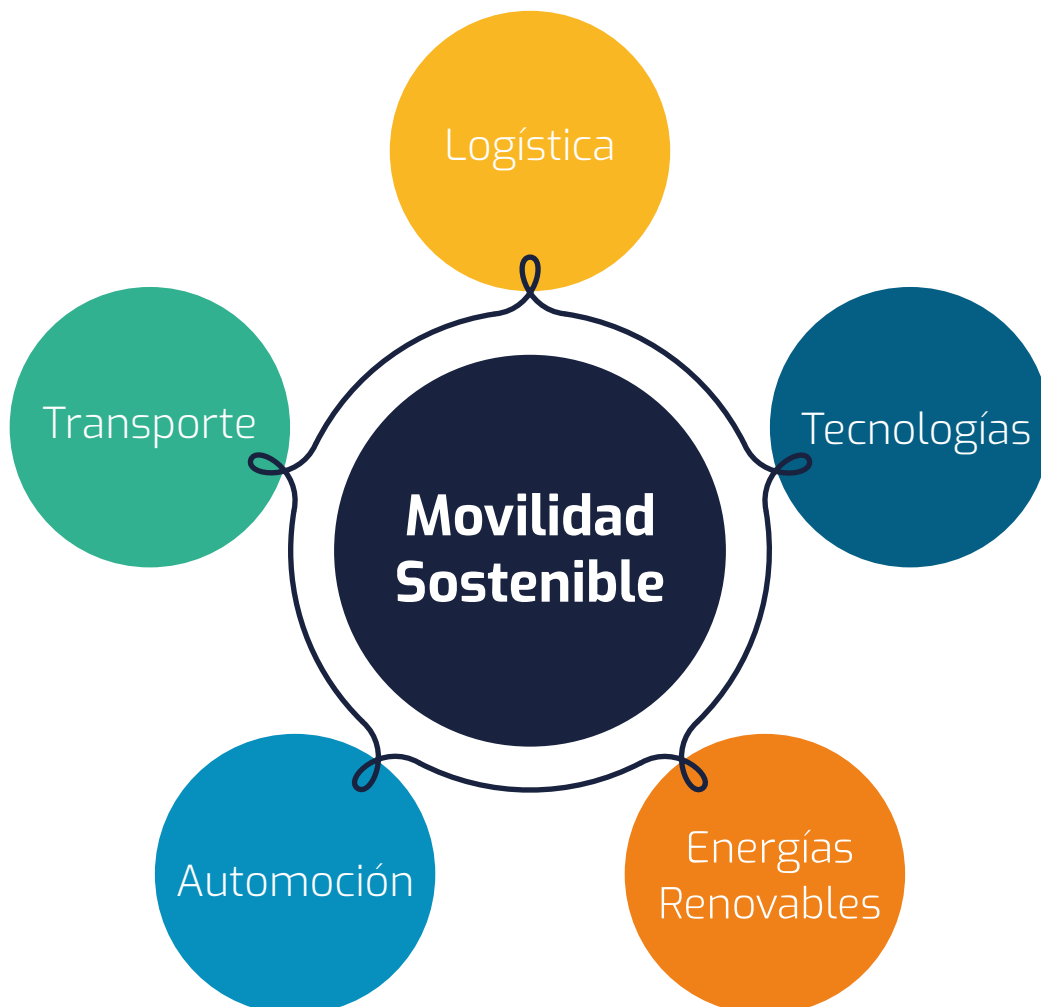 Logística
Transporte
Tecnologías
Movilidad
Sostenible
Automoción
Energías
Renovables